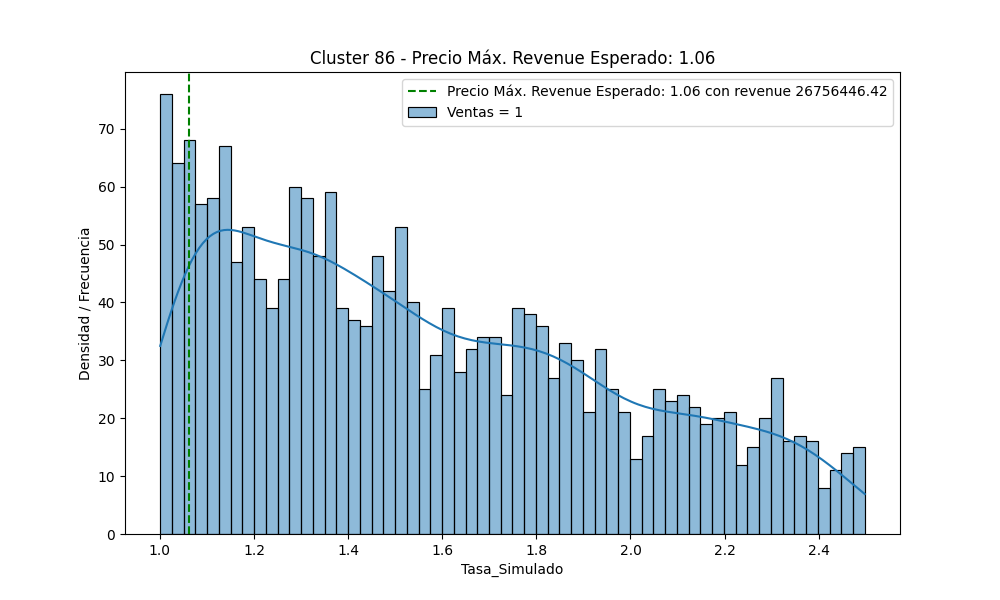 Cluster 86 - Precio Máx. Revenue Esperado: 1.06
Precio Máx. Revenue Esperado: 1.06 con revenue 26756446.42
Ventas = 1
Densidad / Frecuencia
70
60
50
40
30
20
10
0
1.0 1.2 1.4 1.6 1.8 2.0 2.2 2.4
Tasa_Simulado